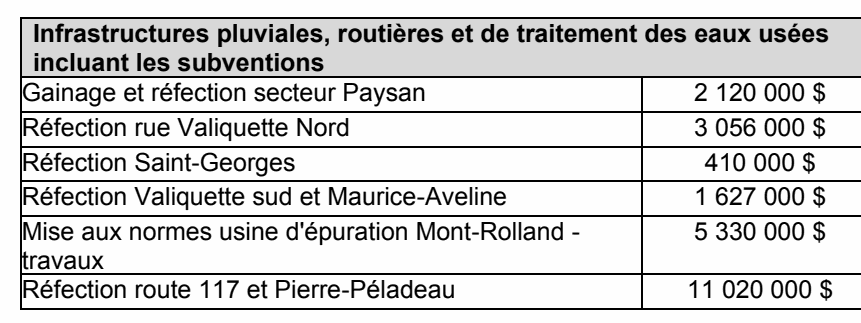 Infrastructures pluviales, routières et de traitement des eaux usées
incluant les subventions
Gainage et réfection secteur Paysan 2 120 000 $
Réfection rue Valiquette Nord 3 056 000 $
Réfection Saint-Georges 410 000 $
Réfection Valiquette sud et Maurice-Aveline 1 627 000 $
Mise aux normes usine d'épuration Mont-Rolland - 5 330 000 $
travaux
Réfection route 117 et Pierre-Péladeau 11 020 000 $